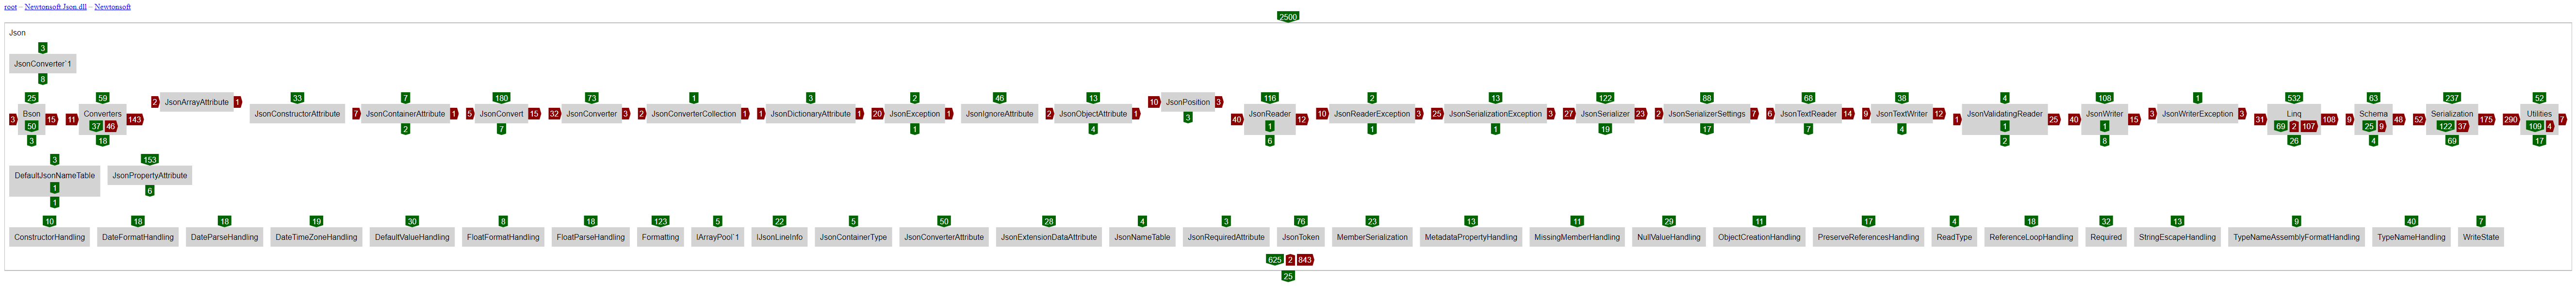 root – Newtonsoft.Json.dll – Newtonsoft
2500
Json
3
JsonConverter`1
8
25 59 33 7 180 73 1 3 2 46 13 116 2 13 122 88 68 38 4 108 1 532 63 237 52
3 Bson 15 11 Converters 143 2 JsonArrayAttribute 1 JsonConstructorAttribute 7 JsonContainerAttribute 1 5 JsonConvert 15 32 JsonConverter 3 2 JsonConverterCollection 1 1 JsonDictionaryAttribute 1 20 JsonException 1 JsonIgnoreAttribute 2 JsonObjectAttribute 1 10 JsonPosition 3 40 JsonReader 12 10 JsonReaderException 3 25 JsonSerializationException 3 27 JsonSerializer 23 2 JsonSerializerSettings 7 6 JsonTextReader 14 9 JsonTextWriter 12 1 JsonValidatingReader 25 40 JsonWriter 15 3 JsonWriterException 3 31 Linq 108 9 Schema 48 52 Serialization 175 290 Utilities 7
50 37 46 3 1 1 1 69 2 107 25 9 122 37 109 4
3 18 2 7 1 4 6 1 1 19 17 7 4 2 8 26 4 69 17
3 153
DefaultJsonNameTable JsonPropertyAttribute
1 6
1
10 18 18 19 30 8 18 123 5 22 5 50 28 4 3 76 23 13 11 29 11 17 4 18 32 13 9 40 7
ConstructorHandling DateFormatHandling DateParseHandling DateTimeZoneHandling DefaultValueHandling FloatFormatHandling FloatParseHandling Formatting IArrayPool`1 IJsonLineInfo JsonContainerType JsonConverterAttribute JsonExtensionDataAttribute JsonNameTable JsonRequiredAttribute JsonToken MemberSerialization MetadataPropertyHandling MissingMemberHandling NullValueHandling ObjectCreationHandling PreserveReferencesHandling ReadType ReferenceLoopHandling Required StringEscapeHandling TypeNameAssemblyFormatHandling TypeNameHandling WriteState
625 2 843
25